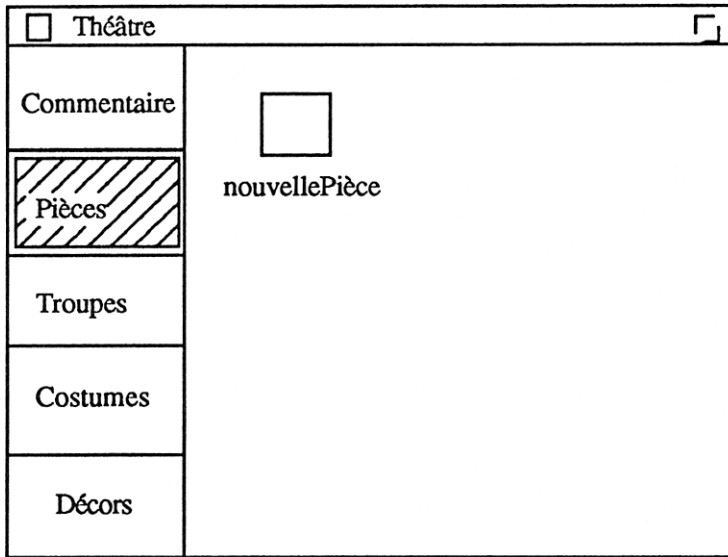 Théâtre
Commentaire
Pièces
nouvellePièce
Troupes
Costumes
Décors